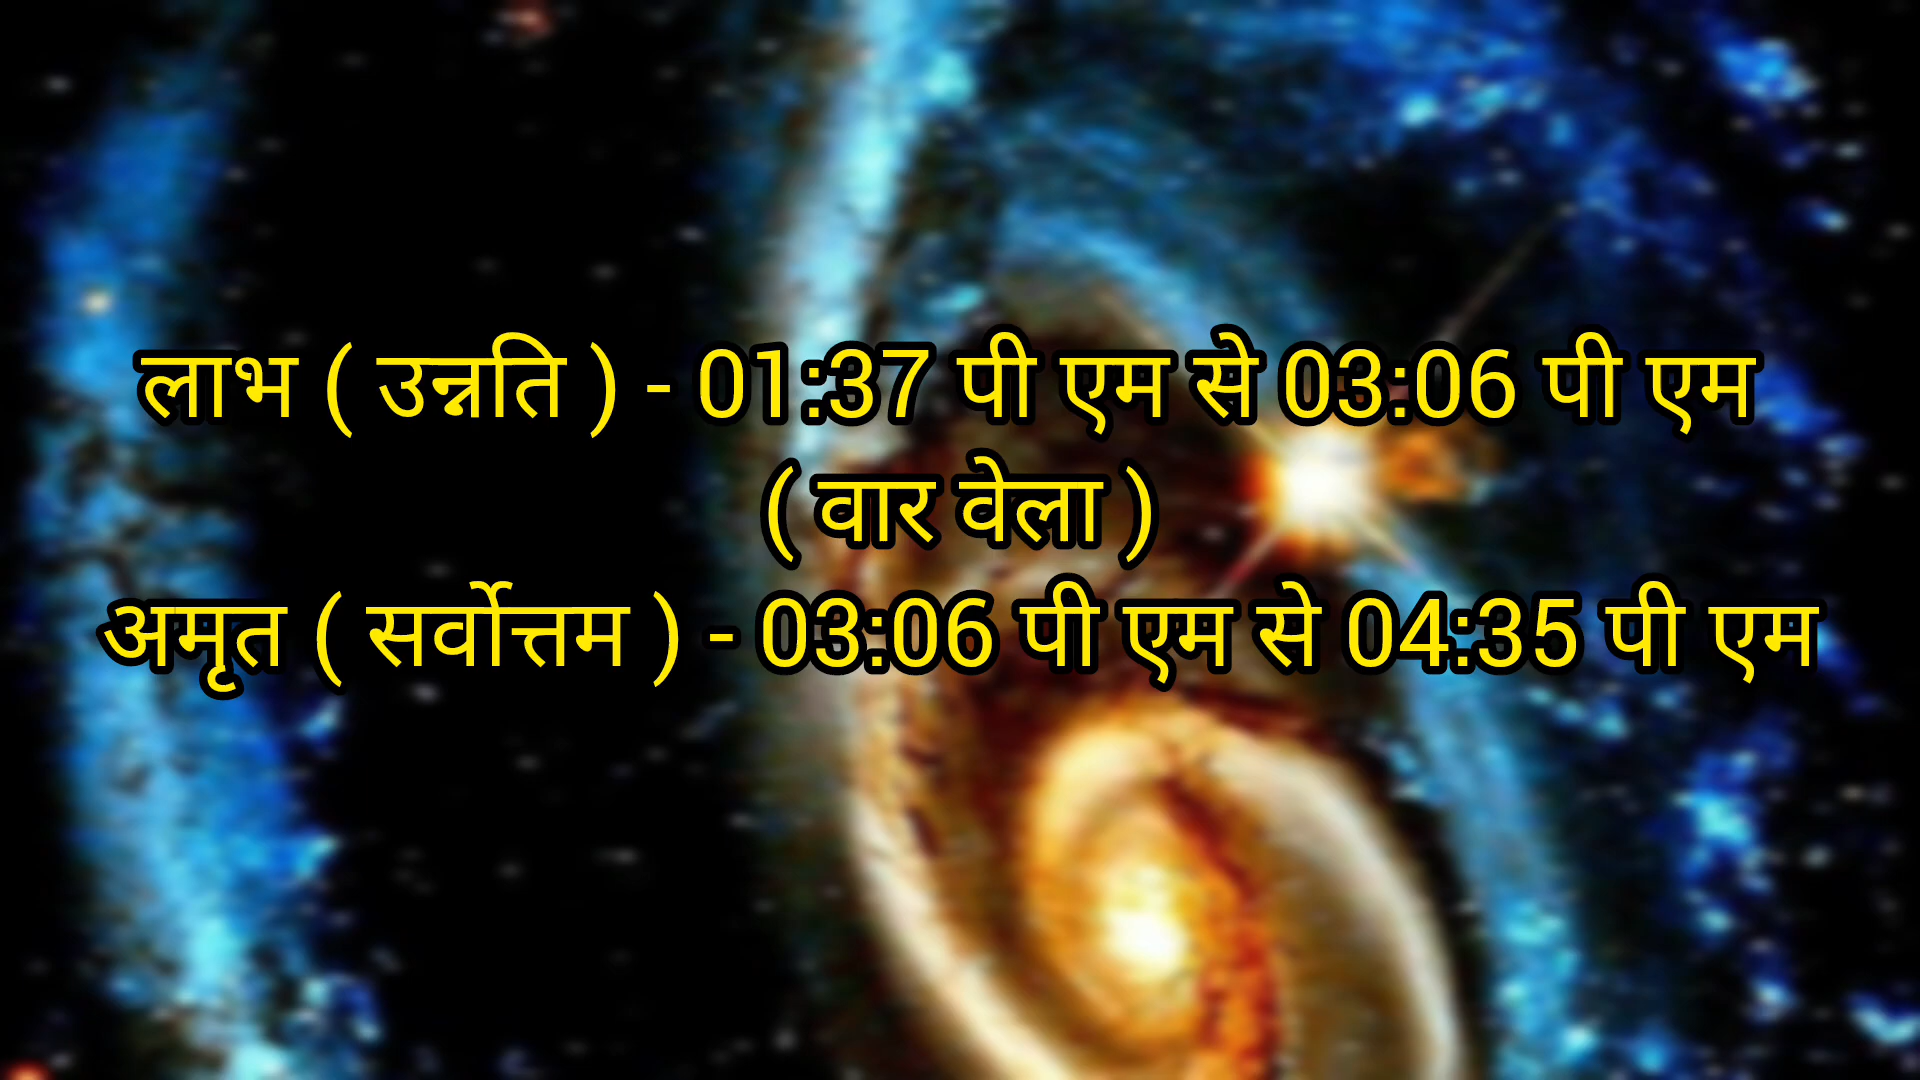 लाभ ( उन्नति ) - 01:37 पी एम से 03:06 पी एम
( वार वेला )
अमृत ( सर्वोत्तम ) - 03:06 पी एम से 04:35 पी एम